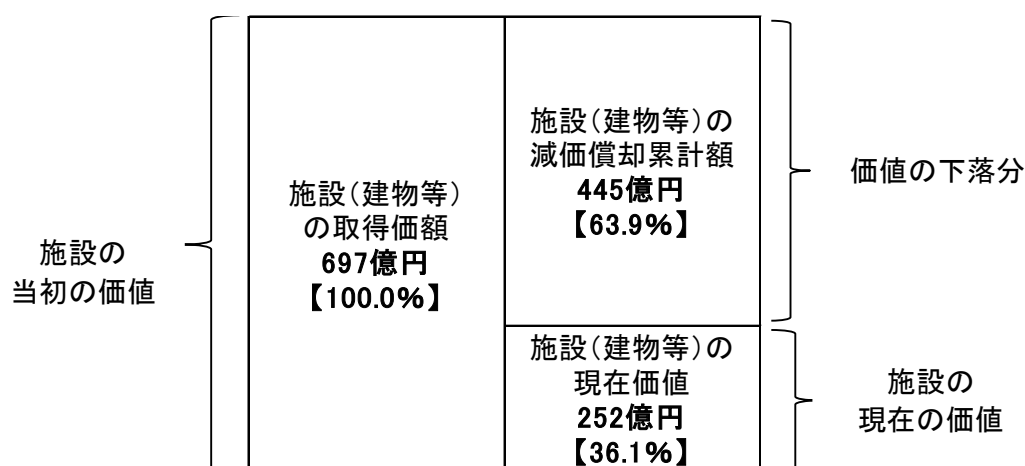 施設の
当初の価値
施設(建物等)
の取得価額
697億円
【100.0%】
施設(建物等)の
減価償却累計額
445億円
【63.9%】
価値の下落分
施設(建物等)の
現在価値
252億円
【36.1%】
施設の
現在の価値